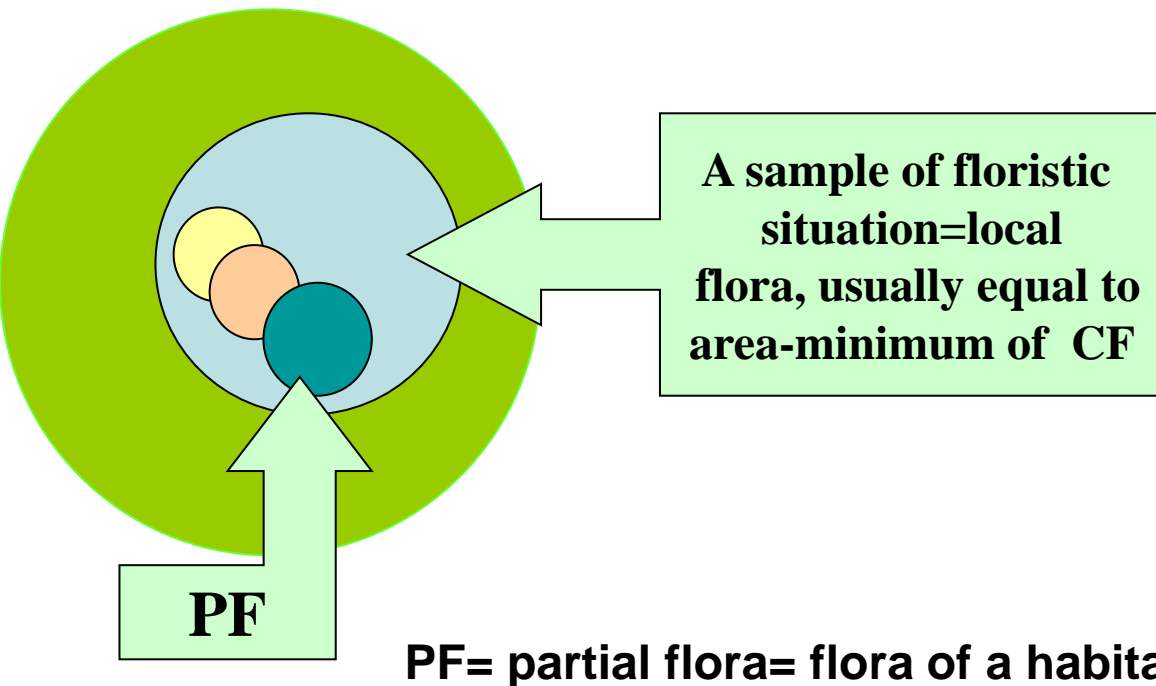 A sample of floristic
situation=local
flora, usually equal to
area-minimum of CF
PF
PF= partial flora= flora of a habita